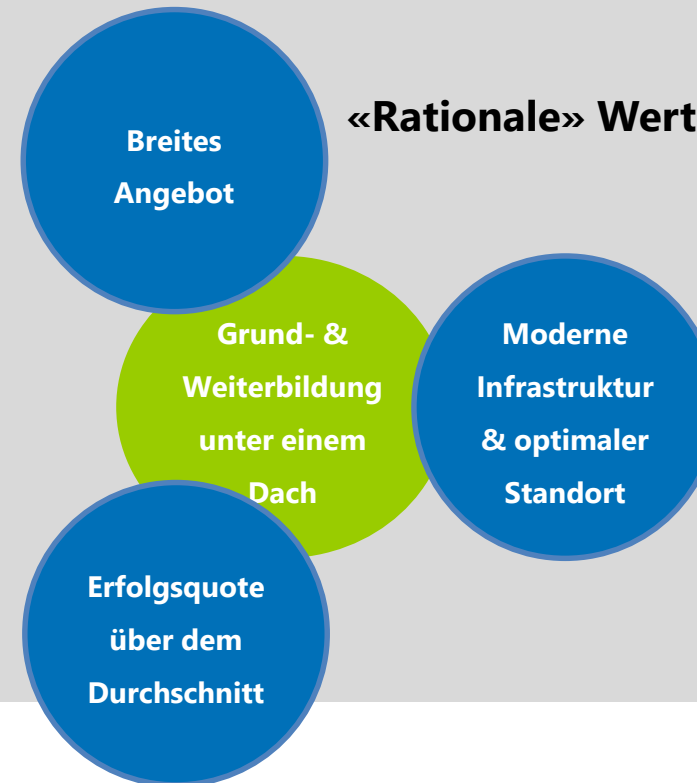 «Rationale» Wert
Breites
Angebot
Grund- &
Weiterbildung
unter einem
Dach
Moderne
Infrastruktur
& optimaler
Standort
Erfolgsquote
über dem
Durchschnitt